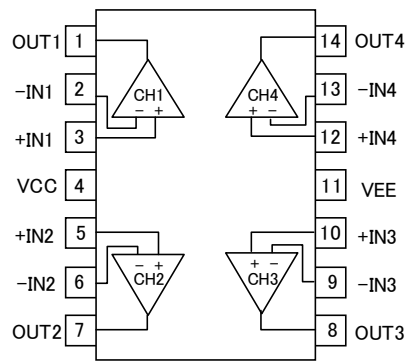 OUT1 1 14 OUT4
−IN1 2 CH1 CH4 13 −IN4
− + + −
+IN1 3 12 +IN4
VCC 4 11 VEE
+IN2 5 10 +IN3
− + + −
−IN2 6 CH2 CH3 9 −IN3
OUT2 7 8 OUT3